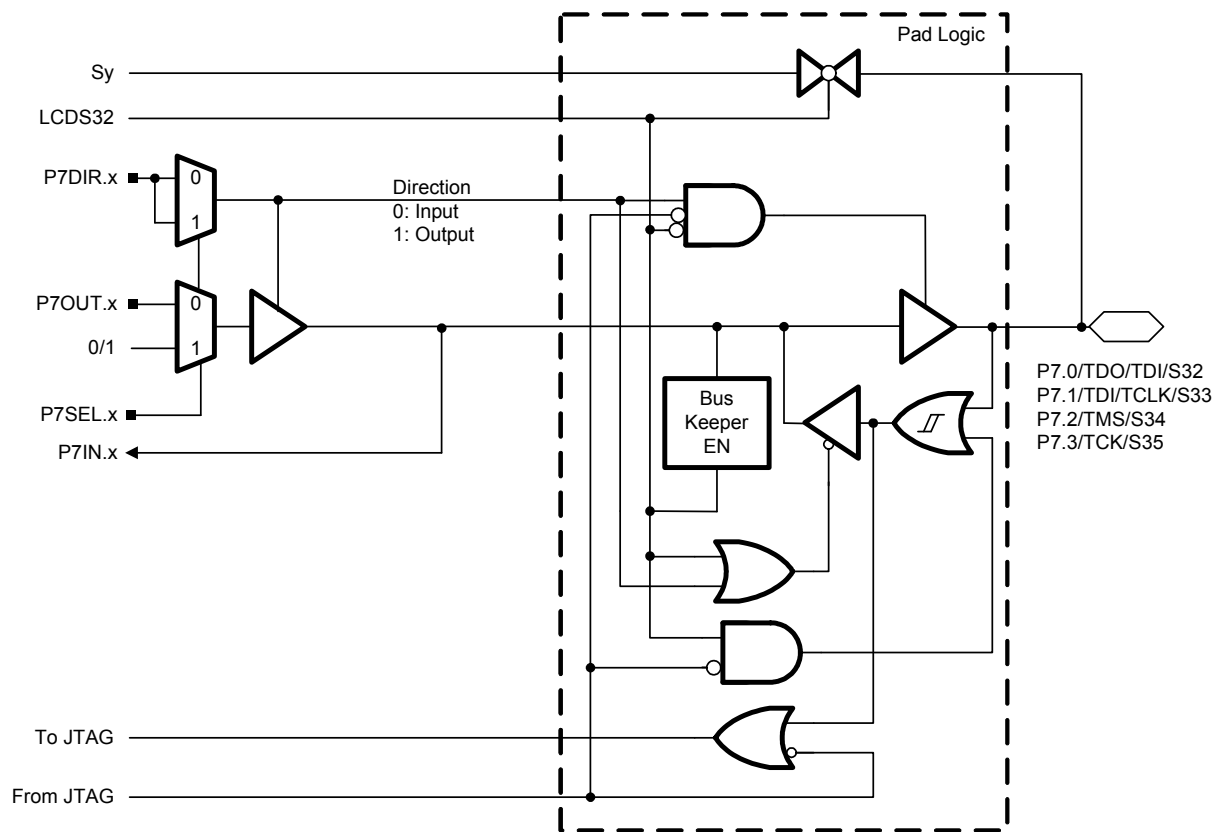 Pad Logic
Sy
LCDS32
P7DIR.x
0
1
Direction
0: Input
1: Output
P7OUT.x
0
0/1
1
P7SEL.x
P7IN.x
Bus
Keeper
EN
P7.0/TDO/TDI/S32
P7.1/TDI/TCLK/S33
P7.2/TMS/S34
P7.3/TCK/S35
To JTAG
From JTAG